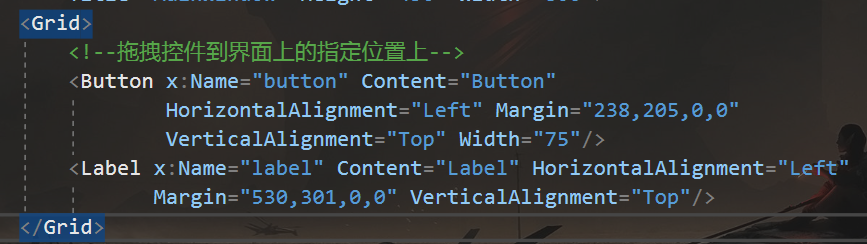 <Grid>
<!--拖拽控件到界面上的指定位置上-->
<Button x:Name="button" Content="Button"
HorizontalAlignment="Left" Margin="238,205,0,0"
VerticalAlignment="Top" Width="75"/>
<Label x:Name="label" Content="Label" HorizontalAlignment="Left"
Margin="530,301,0,0" VerticalAlignment="Top"/>
</Grid>